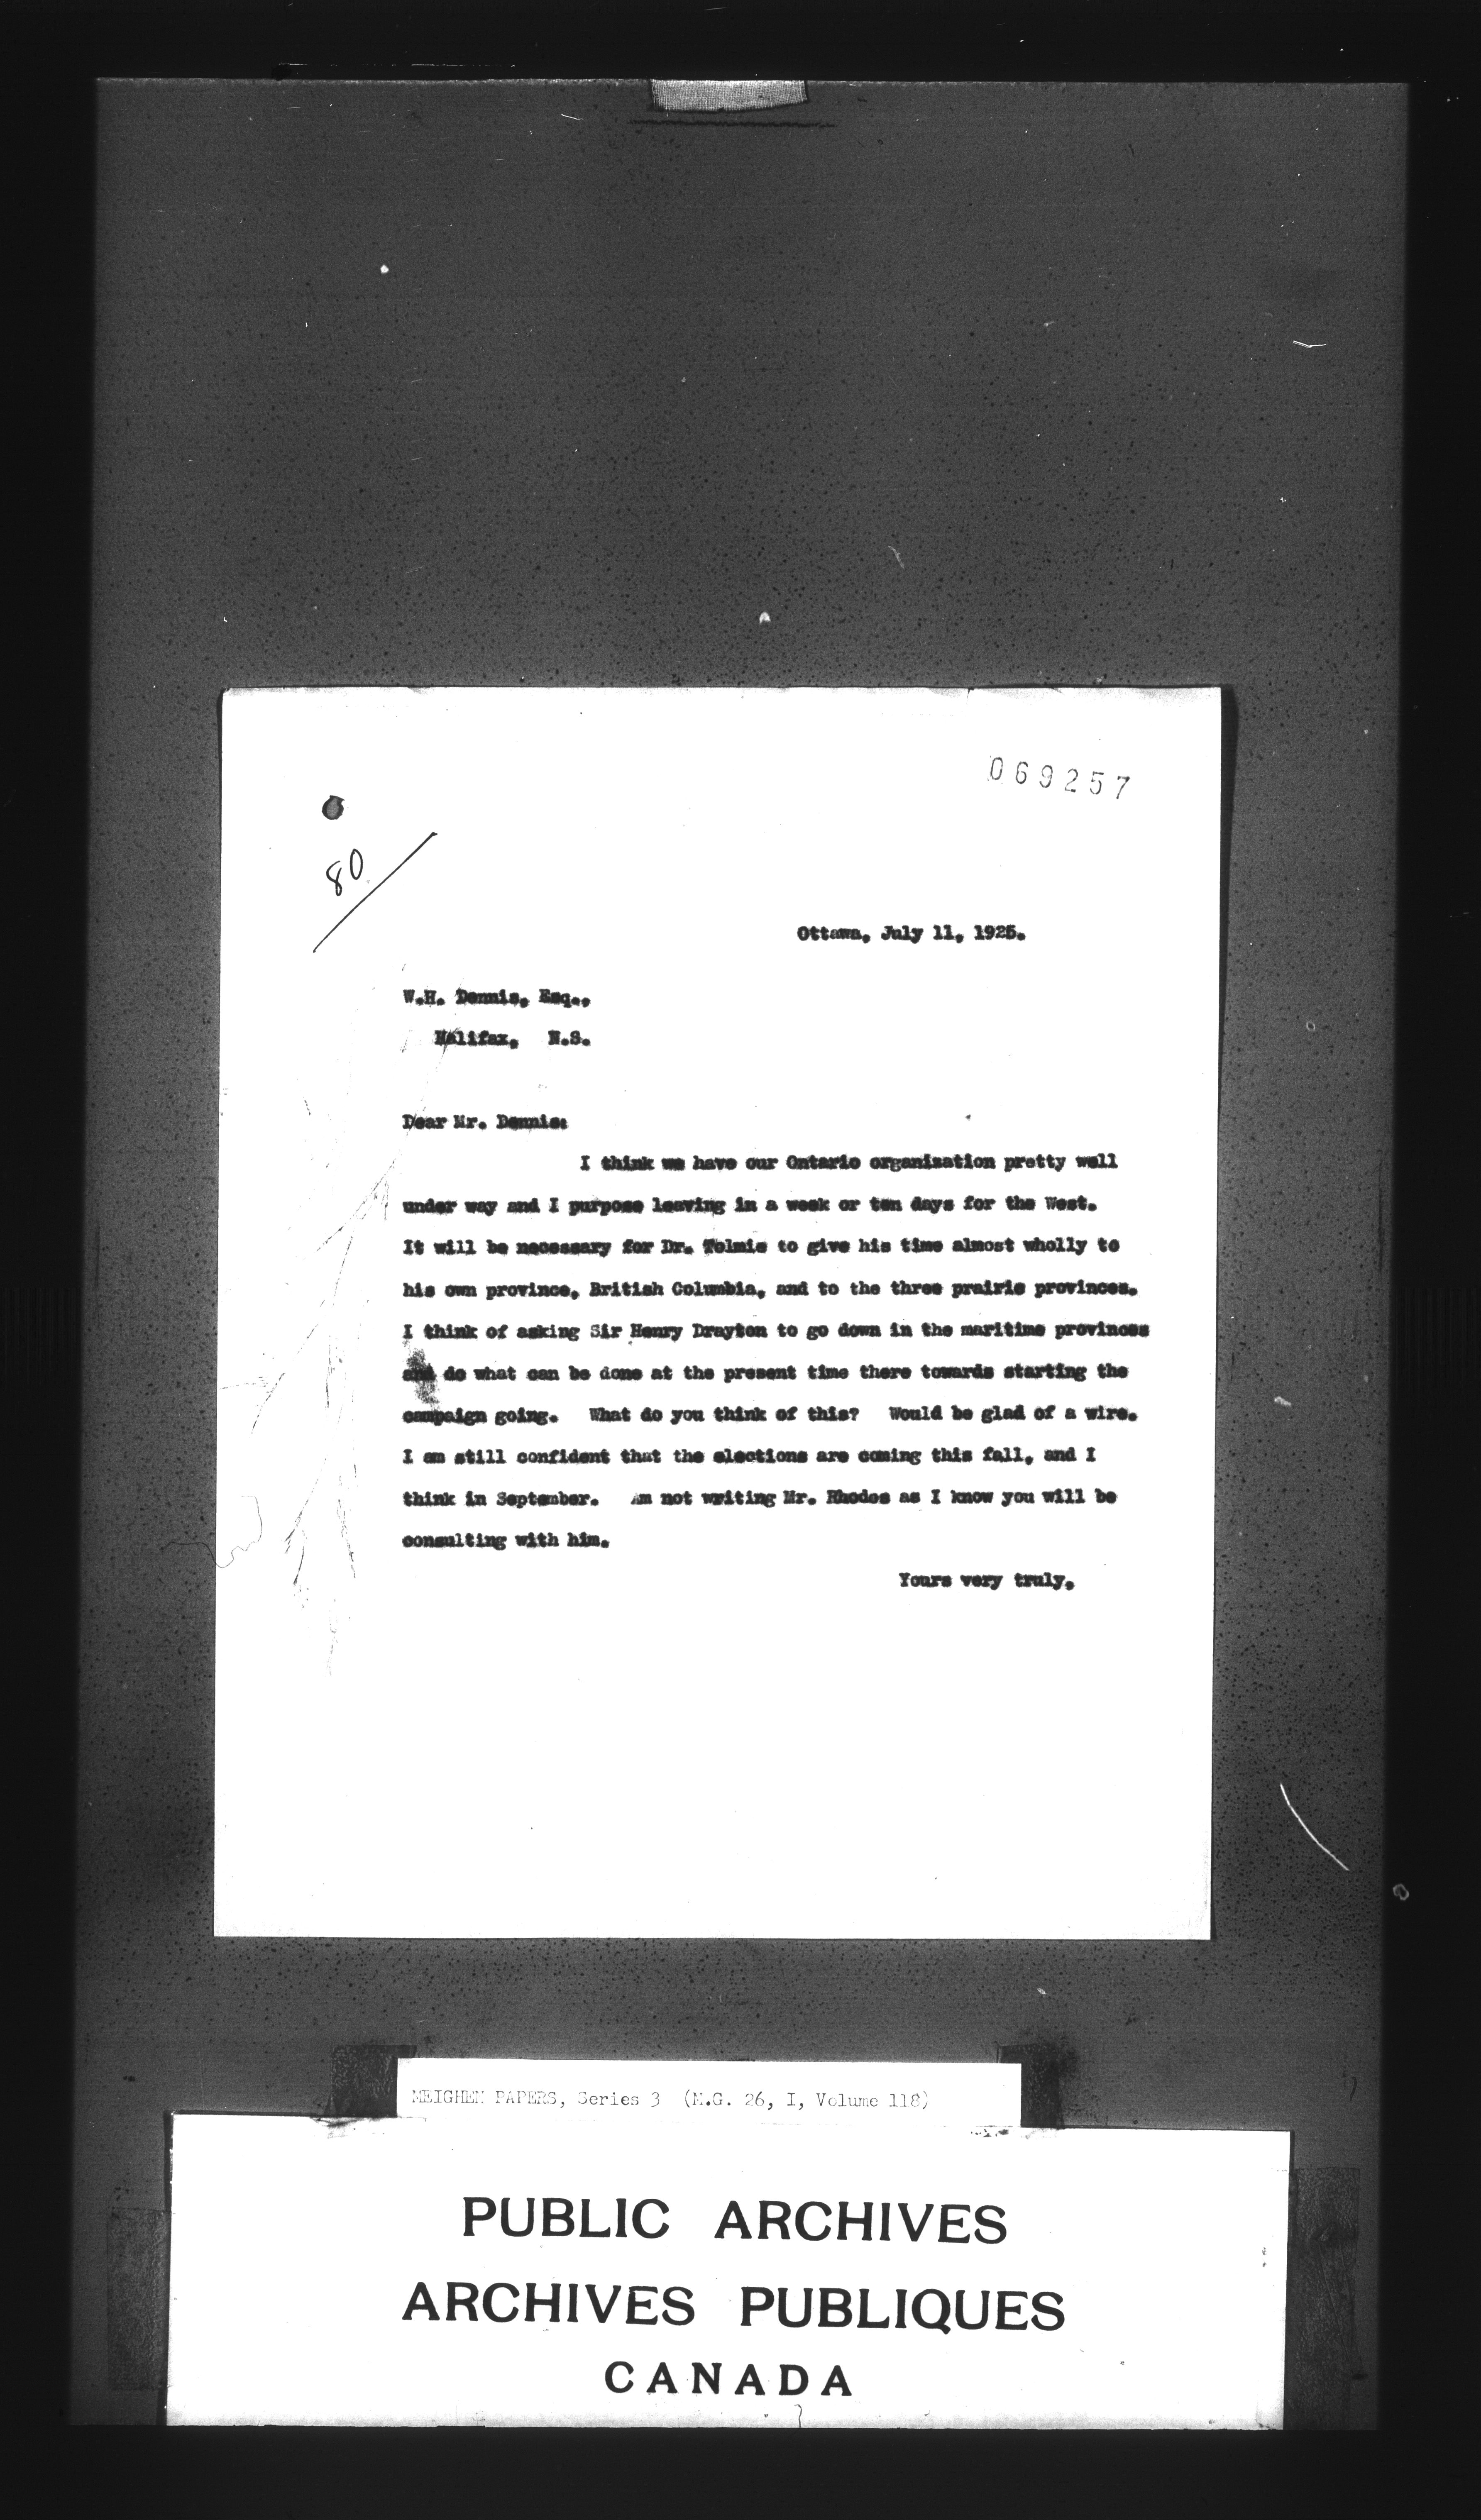 069257
80
Ottawa, July 11, 1925.
W.H. Dennis, Esq.,
Halifax, N.S.
Dear Mr. Dennis:
I think we have our Ontario organization pretty well
under way and I purpose leaving in a week or ten days for the West.
It will be necessary for Dr. Tolmie to give his time almost wholly to
his own province, British Columbia, and to the three prairie provinces.
I think of asking Sir Henry Drayton to go down in the maritime provinces
and do what can be done at the present time there towards starting the
campaign going. What do you think of this? Would be glad of a wire.
I am still confident that the elections are coming this fall, and I
think in September. Am not writing Mr. Rhodes as I know you will be
consulting with him.
Yours very truly,
MEIGHEN PAPERS, Series 3 (M.G. 26, I, Volume 118)
PUBLIC ARCHIVES
ARCHIVES PUBLIQUES
CANADA